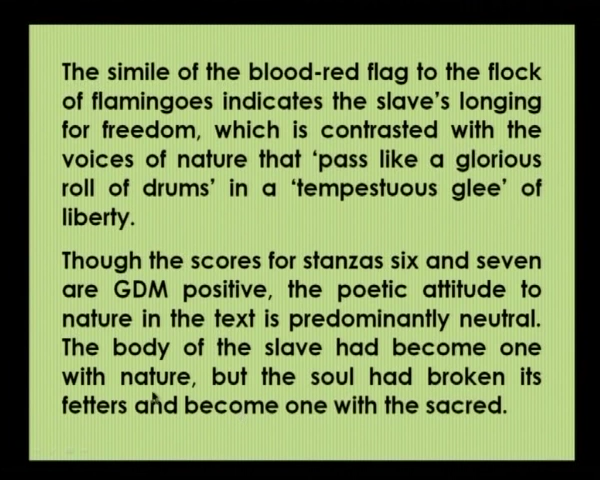 The simile of the blood-red flag to the flock
of flamingoes indicates the slave's longing
for freedom, which is contrasted with the
voices of nature that 'pass like a glorious
roll of drums' in a 'tempestuous glee' of
liberty.
Though the scores for stanzas six and seven
are GDM positive, the poetic attitude to
nature in the text is predominantly neutral.
The body of the slave had become one
with nature, but the soul had broken its
fetters and become one with the sacred.